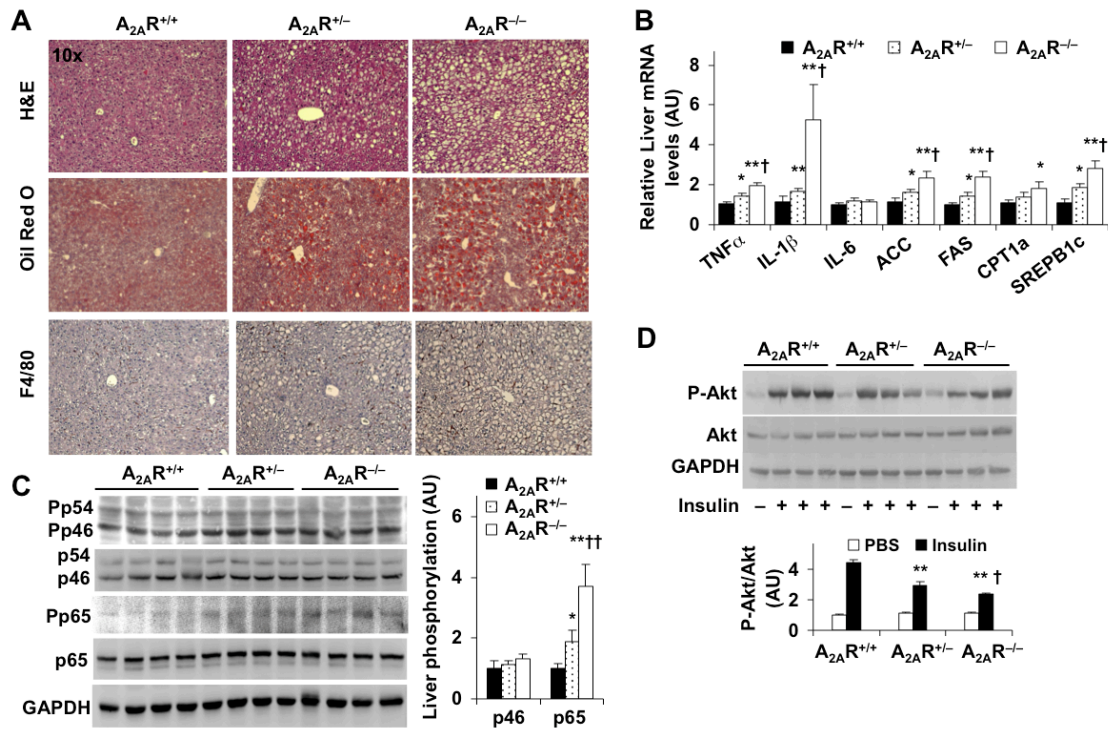 A
A2AR+/+ A2AR+/− A2AR−/−
10x
H&E
Oil Red O
F4/80
B
A2AR+/+ A2AR+/− A2AR−/−
Relative Liver mRNA
levels (AU)
8
6
4
2
0
* **† ** **† * **† * **† * * **†
TNFα IL-1β IL-6 ACC FAS CPT1a SREPB1c
C
A2AR+/+ A2AR+/− A2AR−/−
Pp54
Pp46
p54
p46
Pp65
p65
GAPDH
Liver phosphorylation (AU)
A2AR+/+
A2AR+/−
A2AR−/−
6
4
2
0
* **††
p46 p65
D
A2AR+/+ A2AR+/− A2AR−/−
P-Akt
Akt
GAPDH
Insulin − + + + − + + + − + + +
PBS Insulin
P-Akt/Akt
(AU)
4
2
0
** ** †
A2AR+/+ A2AR+/− A2AR−/−